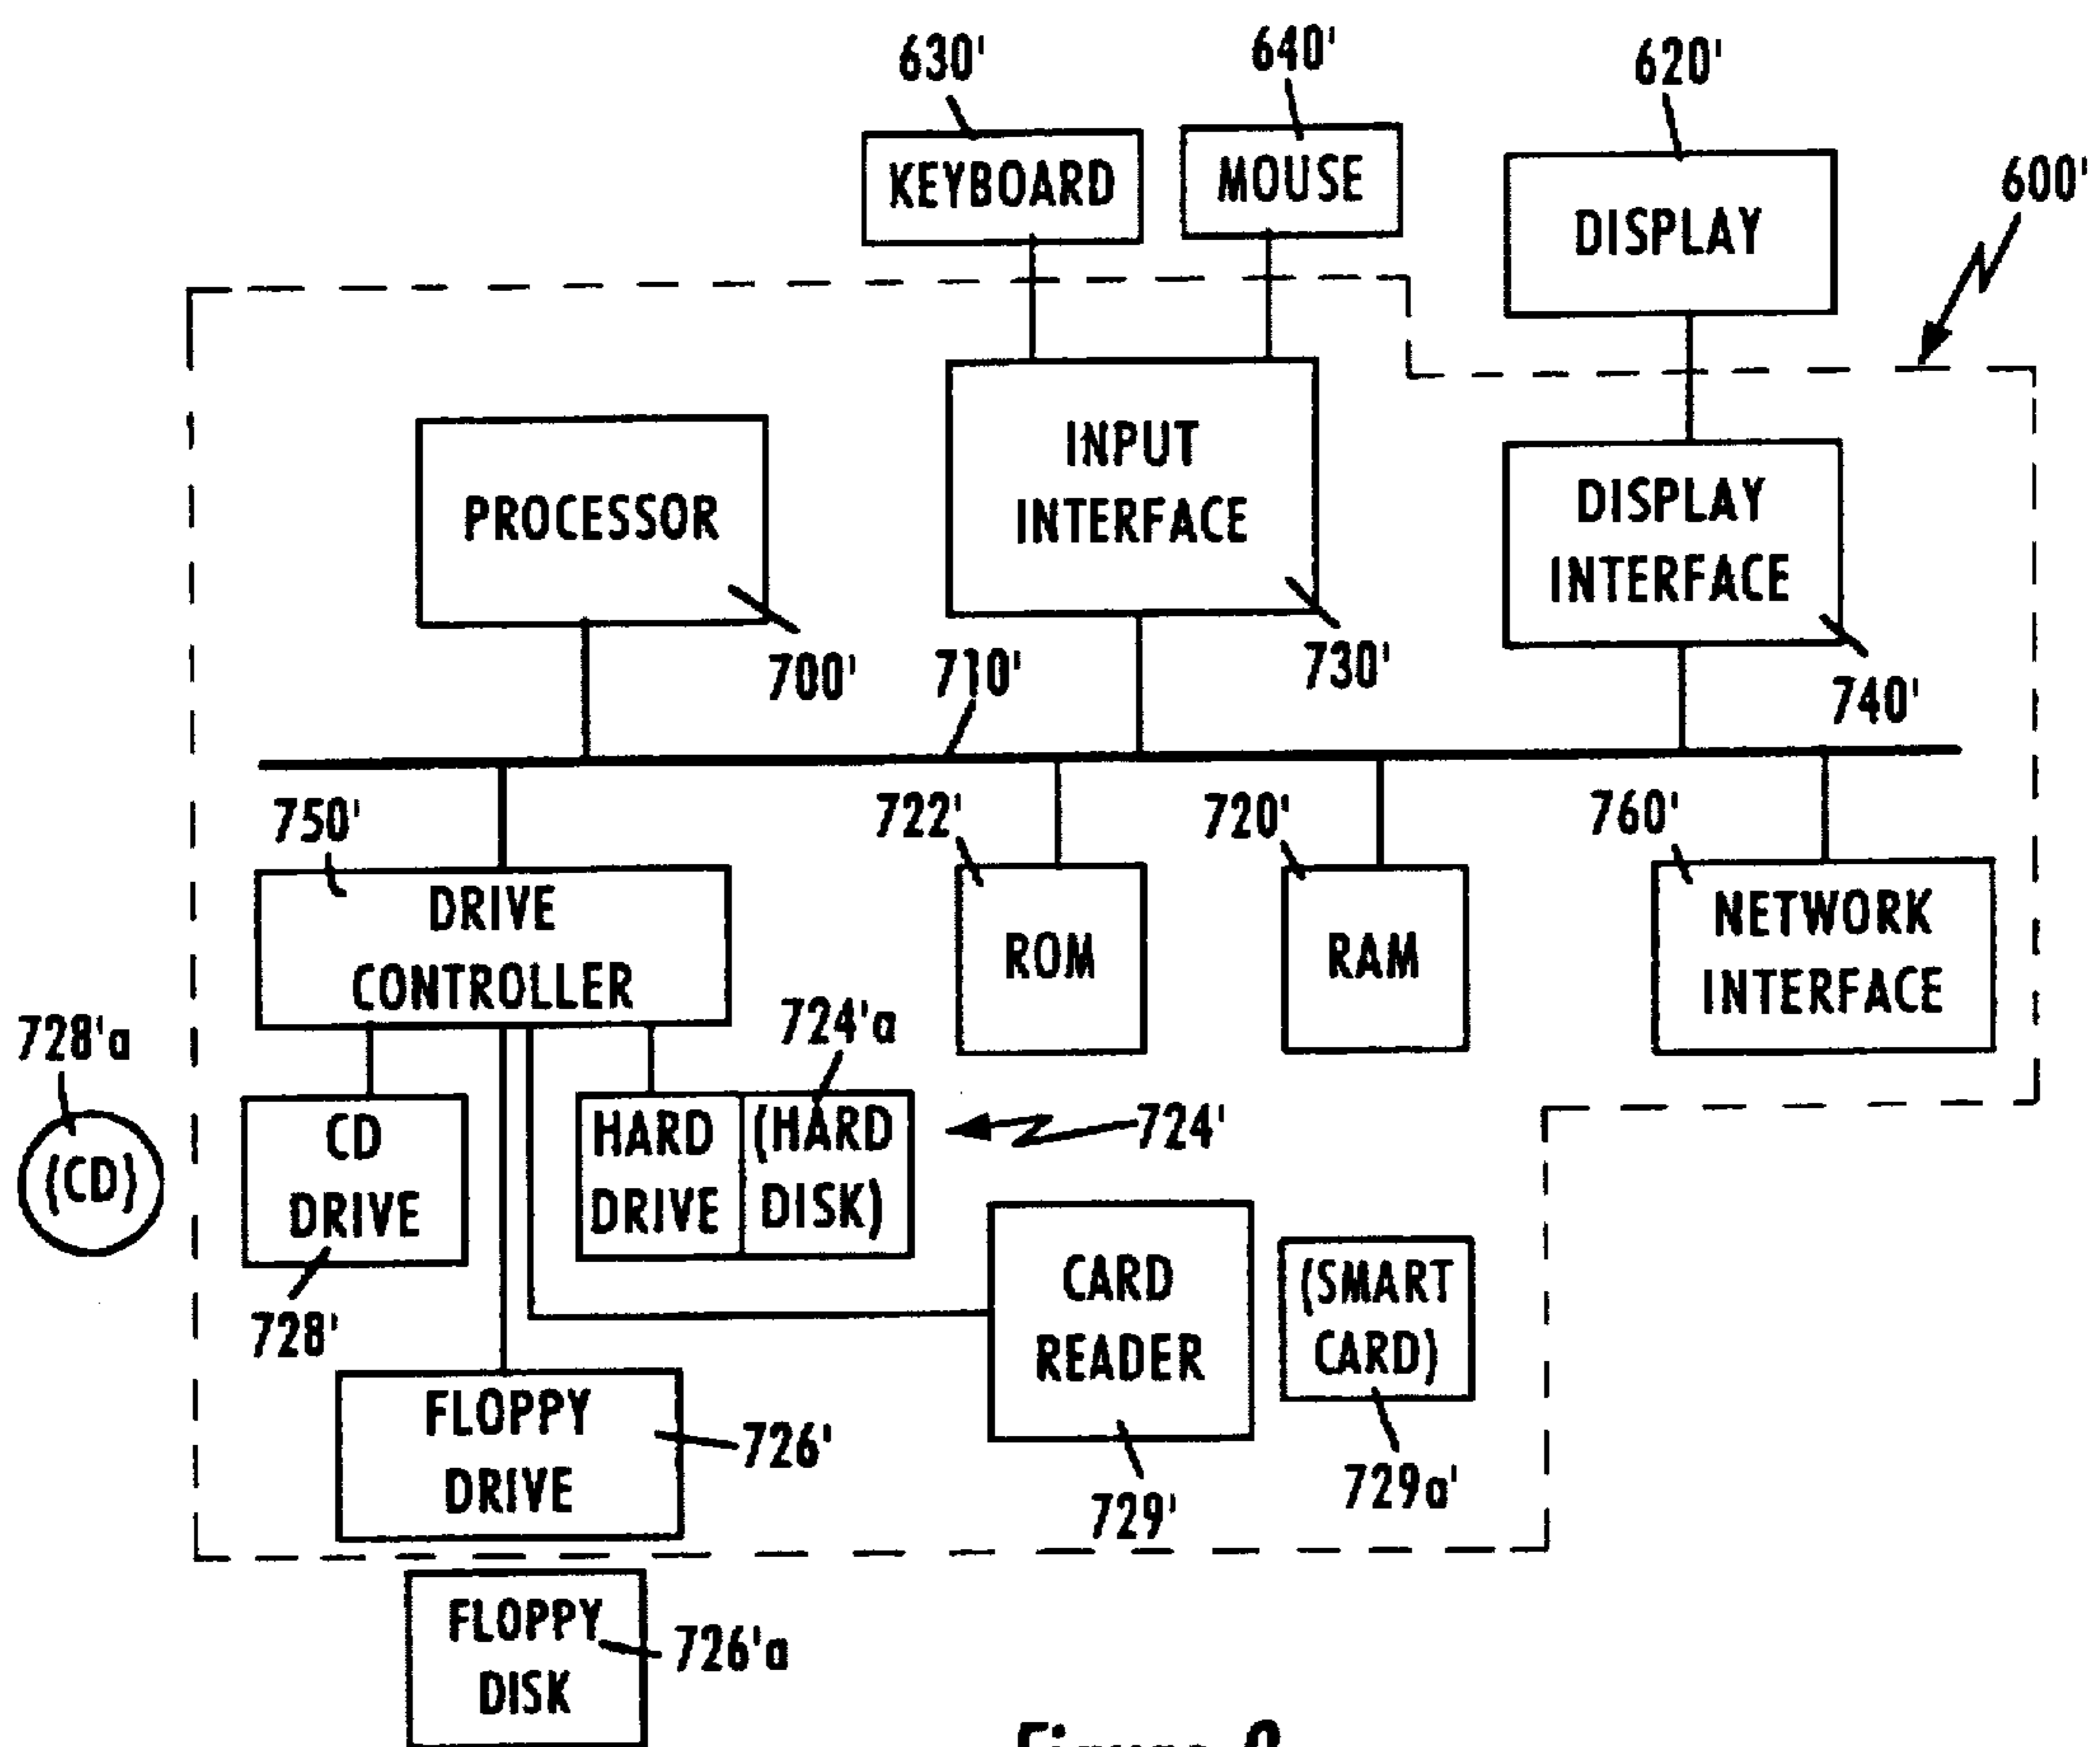 630'
640'
620'
600'
KEYBOARD
MOUSE
DISPLAY
PROCESSOR
700'
INPUT
INTERFACE
730'
DISPLAY
INTERFACE
740'
710'
750'
722'
720'
760'
DRIVE
CONTROLLER
ROM
RAM
NETWORK
INTERFACE
728'a
(CD)
CD
DRIVE
728'
724'a
HARD
DRIVE
(HARD
DISK)
724'
CARD
READER
729'
(SMART
CARD)
729a'
FLOPPY
DRIVE
726'
FLOPPY
DISK
726'a
Figure